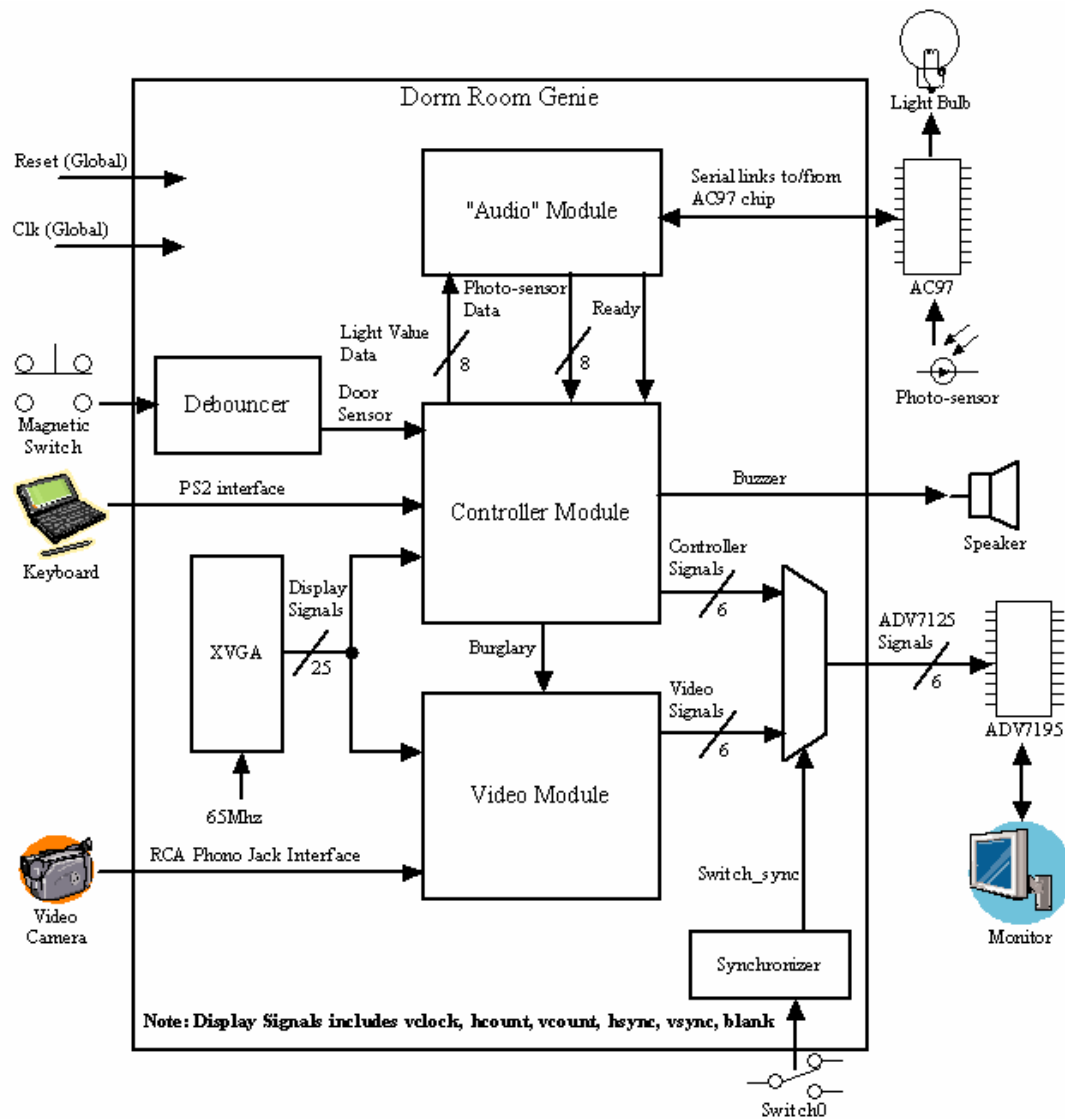 Light Bulb
Dorm Room Genie
Reset (Global)
Clk (Global)
"Audio" Module
Serial links to/from
AC97 chip
AC97
Photo-sensor
Photo-sensor
Data
Ready
Light Value
Data
8
8
Magnetic
Switch
Debouncer
Door
Sensor
Keyboard
PS2 interface
Controller Module
Buzzer
Speaker
XVGA
Display
Signals
25
65Mhz
Burglary
Controller
Signals
6
Video
Signals
6
ADV7125
Signals
6
ADV7195
Video Module
Video
Camera
RCA Phono Jack Interface
Switch_sync
Monitor
Synchronizer
Note: Display Signals includes vclock, hcount, vcount, hsync, vsync, blank
Switch0